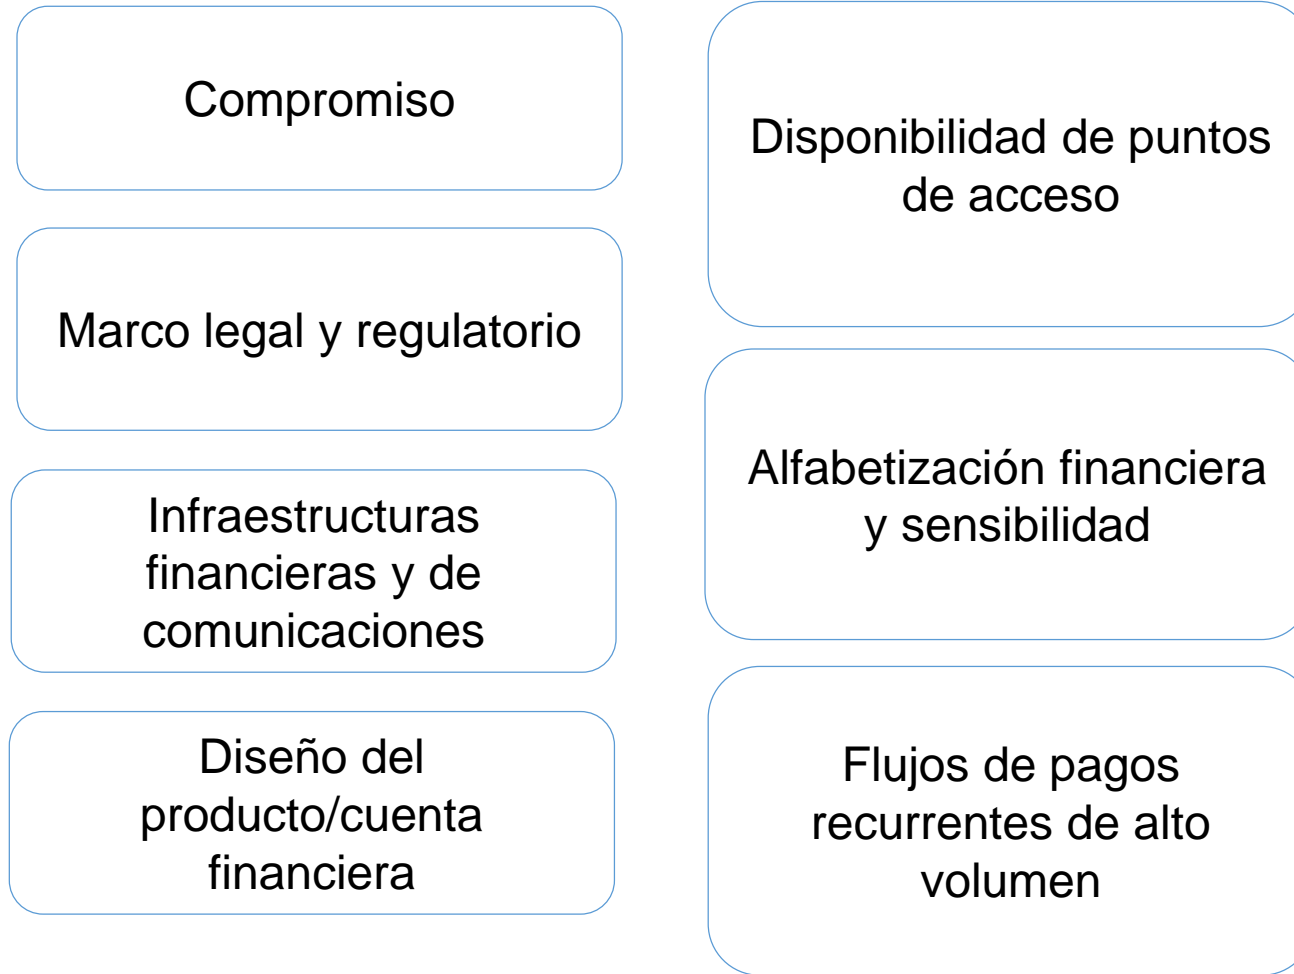 Compromiso
Marco legal y regulatorio
Infraestructuras
financieras y de
comunicaciones
Diseño del
producto/cuenta
financiera
Disponibilidad de puntos
de acceso
Alfabetización financiera
y sensibilidad
Flujos de pagos
recurrentes de alto
volumen